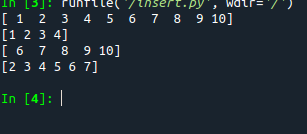 In [3]: runfile('/insert.py', wdir='/')
[ 1  2  3  4  5  6  7  8  9 10]
[1 2 3 4]
[ 6  7  8  9 10]
[2 3 4 5 6 7]
In [4]: